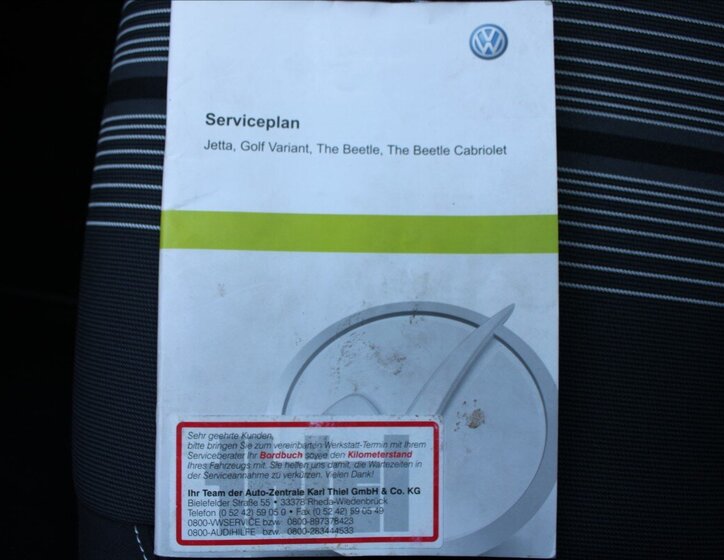 Serviceplan
Jetta, Golf Variant, The Beetle, The Beetle Cabriolet
Sehr geehrte Kunden,
bitte bringen Sie zum vereinbarten Werkstatt-Termin mit Ihrem
Serviceberater Ihr Bordbuch sowie den Kilometerstand
Ihres Fahrzeugs mit. Sie helfen uns damit, die Wartezeiten in
der Serviceannahme zu verkürzen. Vielen Dank!
Ihr Team der Auto-Zentrale Karl Thiel GmbH & Co. KG
Bielefelder Straße 55 • 33378 Rheda-Wiedenbrück
Telefon (0 52 42) 59 05 0 • Fax (0 52 42) 59 05 49
0800-VWSERVICE bzw. 0800-897378423
0800-AUDIHILFE bzw. 0800-283444533